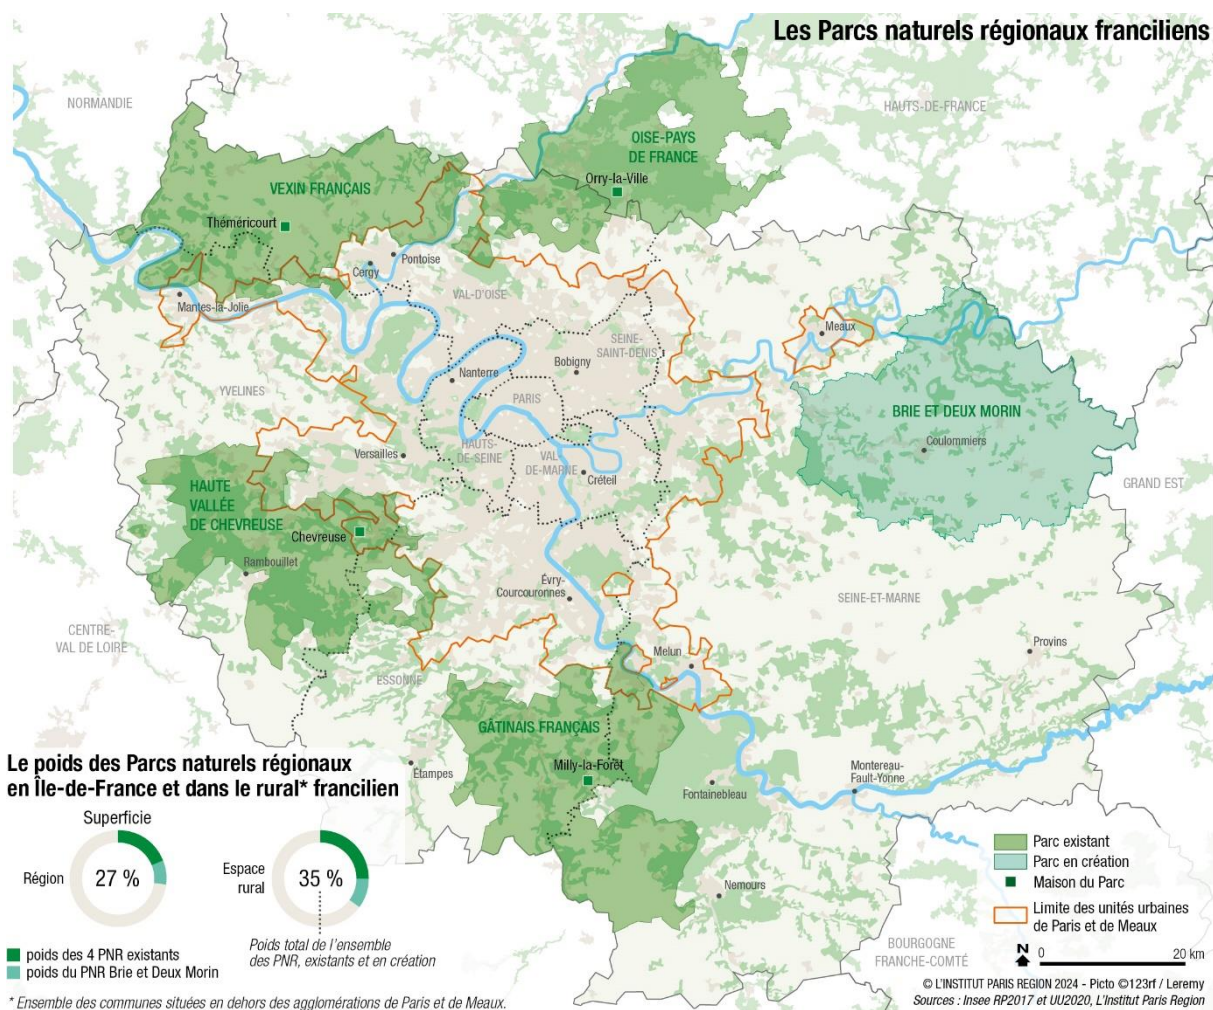 Les Parcs naturels régionaux franciliens
NORMANDIE
HAUTS-DE-FRANCE
OISE-PAYS
DE FRANCE
Orry-la-Ville
VEXIN FRANÇAIS
Théméricourt
Pontoise
Cergy
Mantes-la-Jolie
VAL-D'OISE
Meaux
SEINE-
SAINT-DENIS
Bobigny
Nanterre
YVELINES
PARIS
BRIE ET DEUX MORIN
Coulommiers
Versailles
HAUTS-
DE-SEINE
VAL-
DE-MARNE
Créteil
GRAND EST
HAUTE
VALLÉE
DE CHEVREUSE
Chevreuse
Rambouillet
Évry-
Courcouronnes
SEINE-ET-MARNE
CENTRE-
VAL DE LOIRE
Provins
Melun
ESSONNE
GÂTINAIS FRANÇAIS
Milly-la-Forêt
Étampes
Fontainebleau
Montereau-
Fault-Yonne
Nemours
BOURGOGNE
FRANCHE-COMTÉ
Le poids des Parcs naturels régionaux
en Île-de-France et dans le rural* francilien
Superficie
Région
27 %
Espace
rural
35 %
Poids total de l'ensemble
des PNR, existants et en création
poids des 4 PNR existants
poids du PNR Brie et Deux Morin
* Ensemble des communes situées en dehors des agglomérations de Paris et de Meaux.
Parc existant
Parc en création
Maison du Parc
Limite des unités urbaines
de Paris et de Meaux
N
0
20 km
© L'INSTITUT PARIS REGION 2024 - Picto ©123rf / Leremy
Sources : Insee RP2017 et UU2020, L'Institut Paris Region